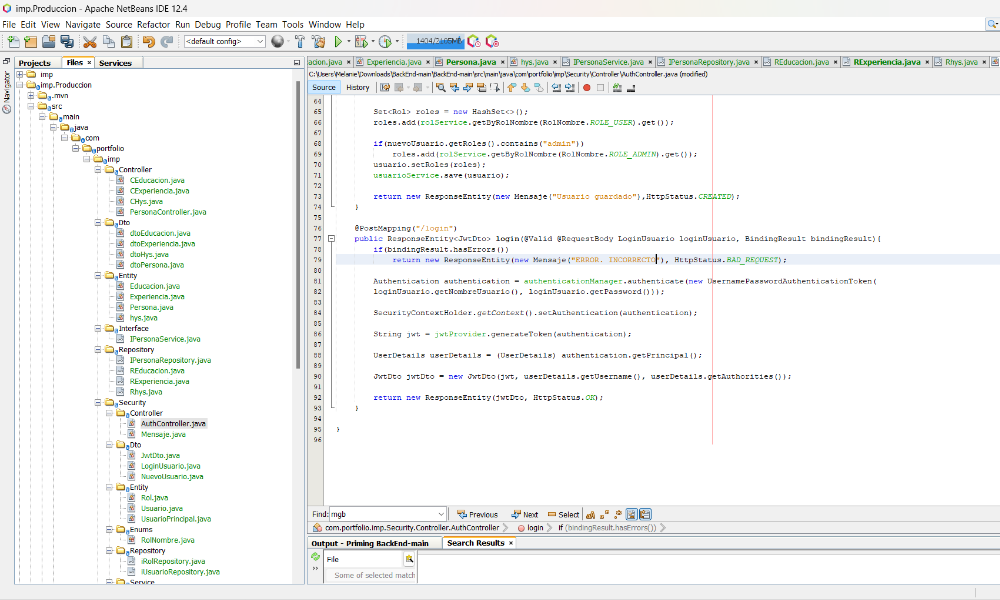 imp.Produccion - Apache NetBeans IDE 12.4
File Edit View Navigate Source Refactor Run Debug Profile Team Tools Window Help
<default config>
Projects Files × Services
acion.java × Experiencia.java × Persona.java × hys.java × IPersonaService.java × IPersonaRepository.java × REducacion.java × RExperiencia.java × Rhys.java ×
C:\Users\Melanie\Downloads\BackEnd-main\BackEnd-main\src\main\java\com\portfolio\imp\Security\Controller\AuthController.java (modified)
Source History
Navigator
imp
imp.Produccion
.mvn
src
main
java
com
portfolio
imp
Controller
CEducacion.java
CExperiencia.java
CHys.java
PersonaController.java
Dto
dtoEducacion.java
dtoExperiencia.java
dtoHys.java
dtoPersona.java
Entity
Educacion.java
Experiencia.java
Persona.java
hys.java
Interface
IPersonaService.java
Repository
IPersonaRepository.java
REducacion.java
RExperiencia.java
Rhys.java
Security
Controller
AuthController.java
Mensaje.java
Dto
JwtDto.java
LoginUsuario.java
NuevoUsuario.java
Entity
Rol.java
Usuario.java
UsuarioPrincipal.java
Enums
RolNombre.java
Repository
iRolRepository.java
iUsuarioRepository.java
Service
64
65 Set<Rol> roles = new HashSet<>();
66 roles.add(rolService.getByRolNombre(RolNombre.ROLE_USER).get());
67
68 if(nuevoUsuario.getRoles().contains("admin"))
69 roles.add(rolService.getByRolNombre(RolNombre.ROLE_ADMIN).get());
70 usuario.setRoles(roles);
71 usuarioService.save(usuario);
72
73 return new ResponseEntity(new Mensaje("Usuario guardado"),HttpStatus.CREATED);
74 }
75
76 @PostMapping("/login")
77 public ResponseEntity<JwtDto> login(@Valid @RequestBody LoginUsuario loginUsuario, BindingResult bindingResult){
78 if(bindingResult.hasErrors())
79 return new ResponseEntity(new Mensaje("ERROR. INCORRECTO"), HttpStatus.BAD_REQUEST);
80
81 Authentication authentication = authenticationManager.authenticate(new UsernamePasswordAuthenticationToken(
82 loginUsuario.getNombreUsuario(), loginUsuario.getPassword()));
83
84 SecurityContextHolder.getContext().setAuthentication(authentication);
85
86 String jwt = jwtProvider.generateToken(authentication);
87
88 UserDetails userDetails = (UserDetails) authentication.getPrincipal();
89
90 JwtDto jwtDto = new JwtDto(jwt, userDetails.getUsername(), userDetails.getAuthorities());
91
92 return new ResponseEntity(jwtDto, HttpStatus.OK);
93 }
94
95 }
96
Find: mgb Previous Next Select
com.portfolio.imp.Security.Controller.AuthController login if (bindingResult.hasErrors())
Output - Priming BackEnd-main Search Results ×
File
Some of selected match